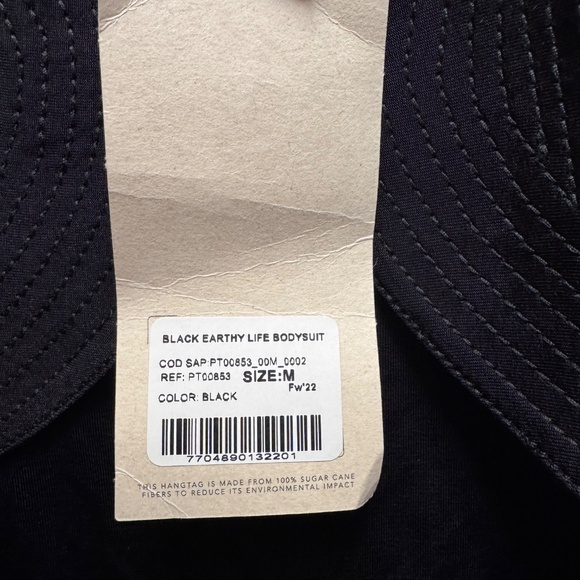 BLACK EARTHY LIFE BODYSUIT
COD SAP:PT00853_00M_0002
REF: PT00853 SIZE:M
FW'22
COLOR: BLACK
7704890132201
THIS HANGTAG IS MADE FROM 100% SUGAR CANE
FIBERS TO REDUCE ITS ENVIRONMENTAL IMPACT